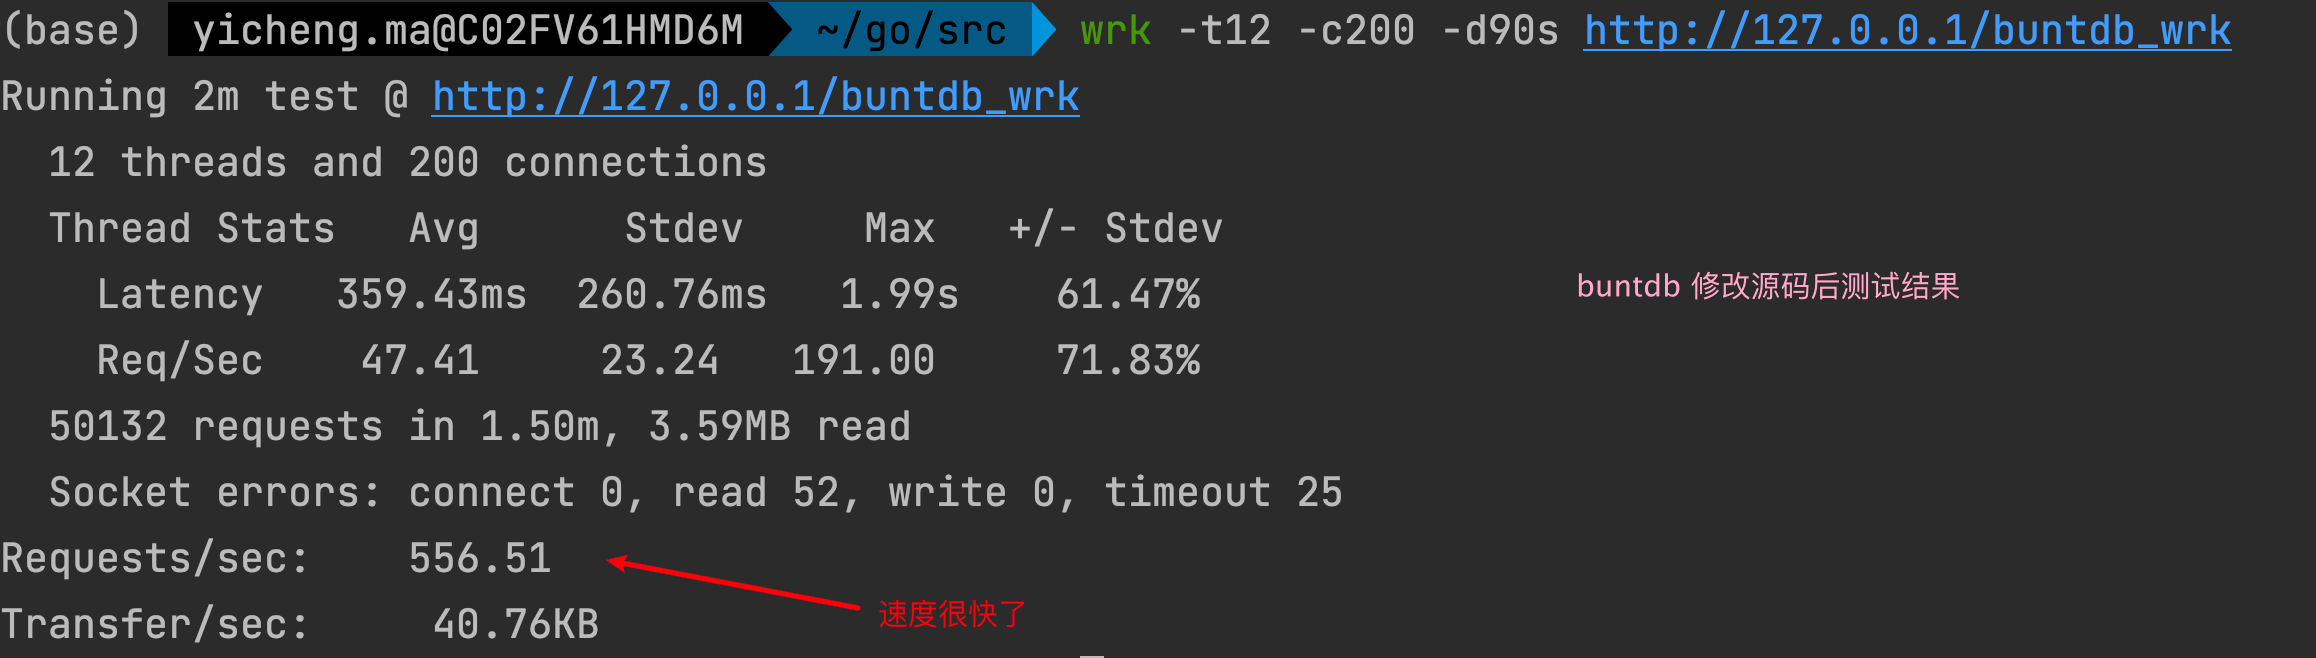 (base) yicheng.ma@C02FV61HMD6M ~/go/src wrk -t12 -c200 -d90s http://127.0.0.1/buntdb_wrk
Running 2m test @ http://127.0.0.1/buntdb_wrk
12 threads and 200 connections
Thread Stats Avg Stdev Max +/- Stdev
Latency 359.43ms 260.76ms 1.99s 61.47%
buntdb 修改源码后测试结果
Req/Sec 47.41 23.24 191.00 71.83%
50132 requests in 1.50m, 3.59MB read
Socket errors: connect 0, read 52, write 0, timeout 25
Requests/sec: 556.51
速度很快了
Transfer/sec: 40.76KB